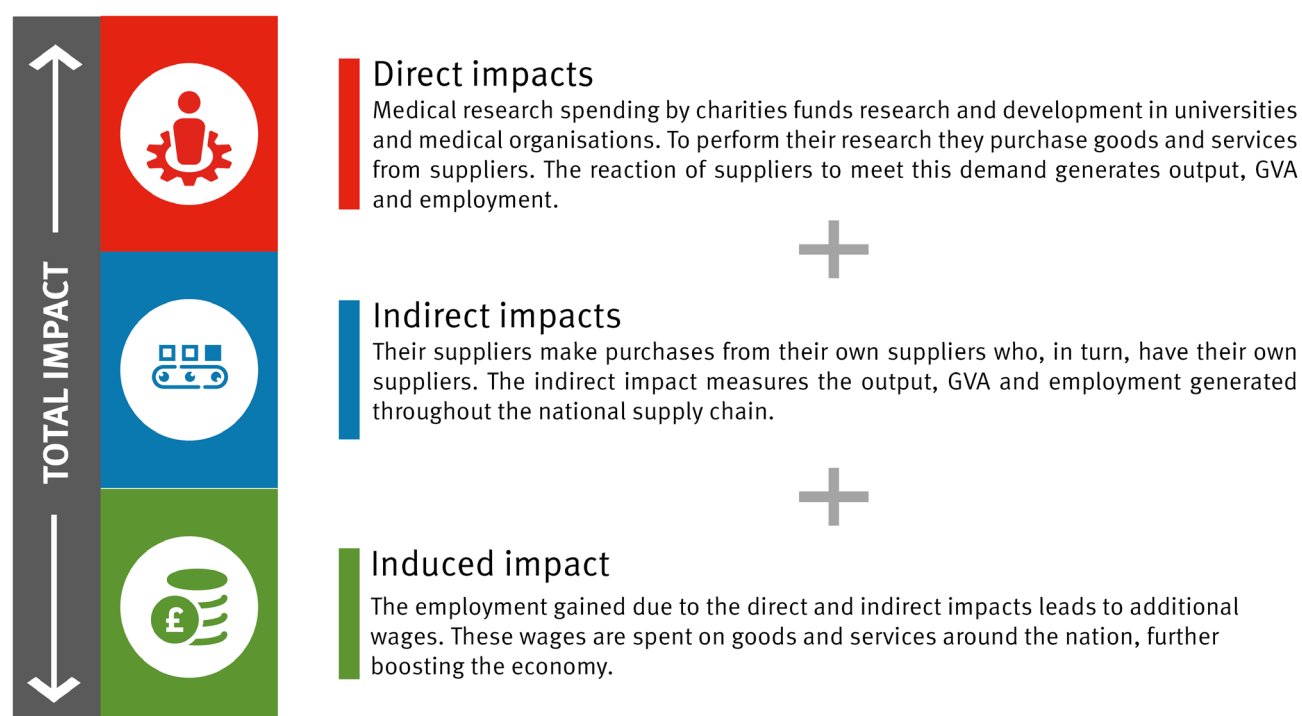 TOTAL IMPACT
Direct impacts
Medical research spending by charities funds research and development in universities
and medical organisations. To perform their research they purchase goods and services
from suppliers. The reaction of suppliers to meet this demand generates output, GVA
and employment.
+
Indirect impacts
Their suppliers make purchases from their own suppliers who, in turn, have their own
suppliers. The indirect impact measures the output, GVA and employment generated
throughout the national supply chain.
+
£
Induced impact
The employment gained due to the direct and indirect impacts leads to additional
wages. These wages are spent on goods and services around the nation, further
boosting the economy.